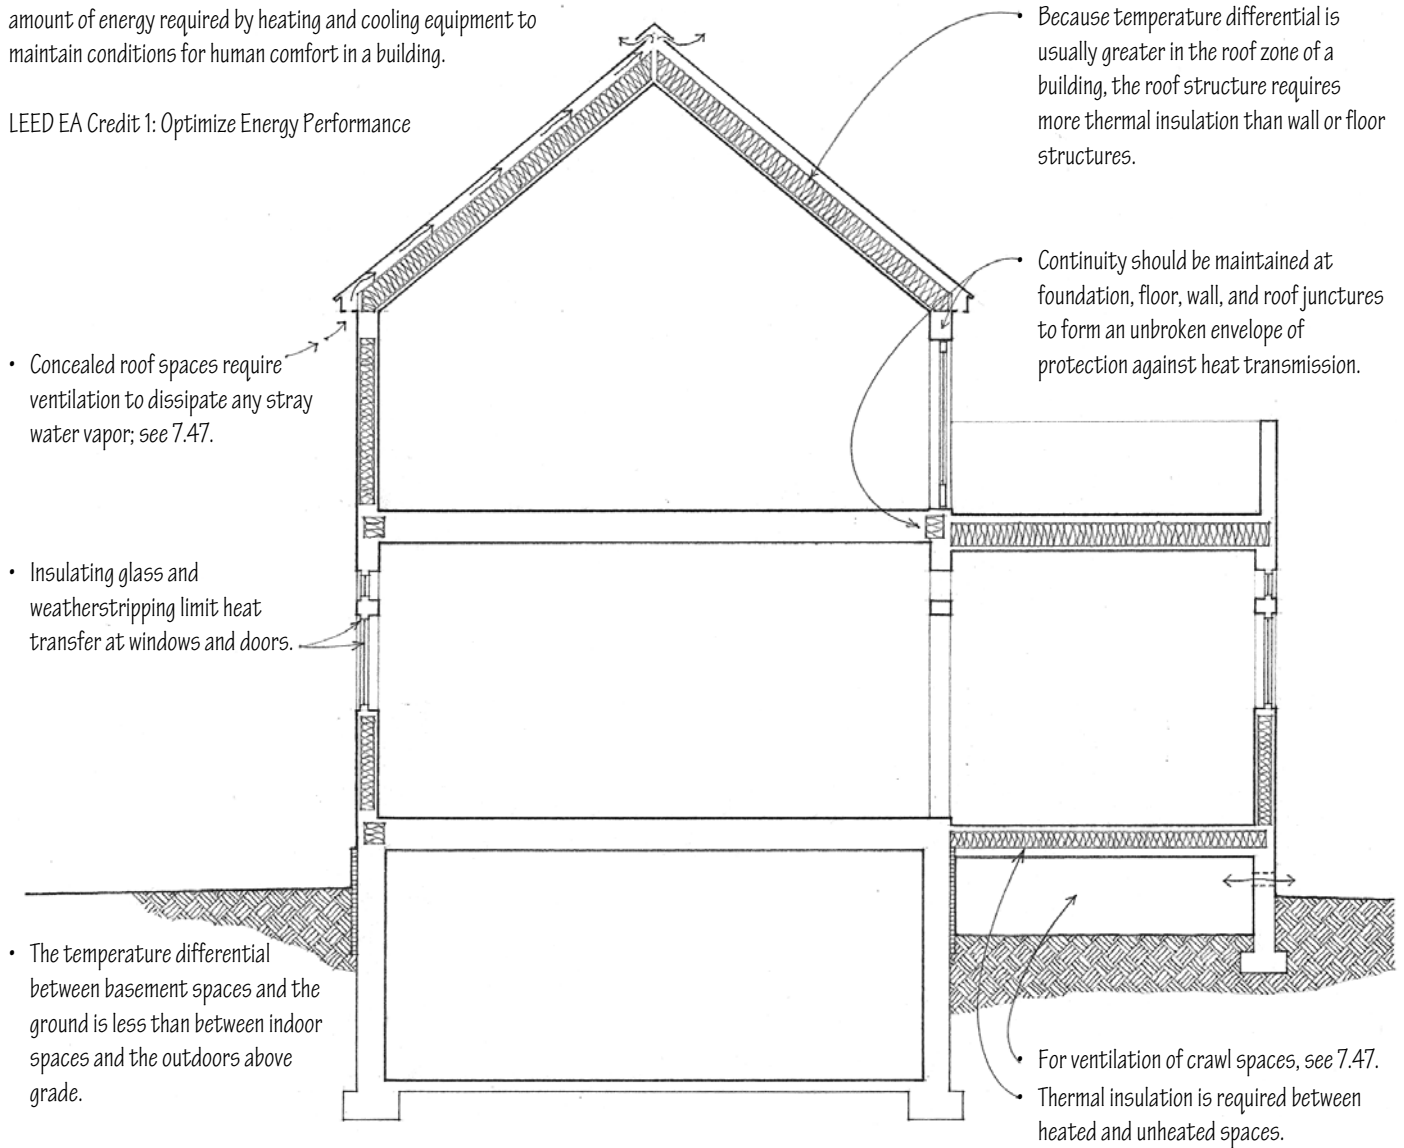 amount of energy required by heating and cooling equipment to
maintain conditions for human comfort in a building.
LEED EA Credit 1: Optimize Energy Performance
• Because temperature differential is
usually greater in the roof zone of a
building, the roof structure requires
more thermal insulation than wall or floor
structures.
• Continuity should be maintained at
foundation, floor, wall, and roof junctures
to form an unbroken envelope of
protection against heat transmission.
• Concealed roof spaces require
ventilation to dissipate any stray
water vapor; see 7.47.
• Insulating glass and
weatherstripping limit heat
transfer at windows and doors.
• The temperature differential
between basement spaces and the
ground is less than between indoor
spaces and the outdoors above
grade.
• For ventilation of crawl spaces, see 7.47.
• Thermal insulation is required between
heated and unheated spaces.